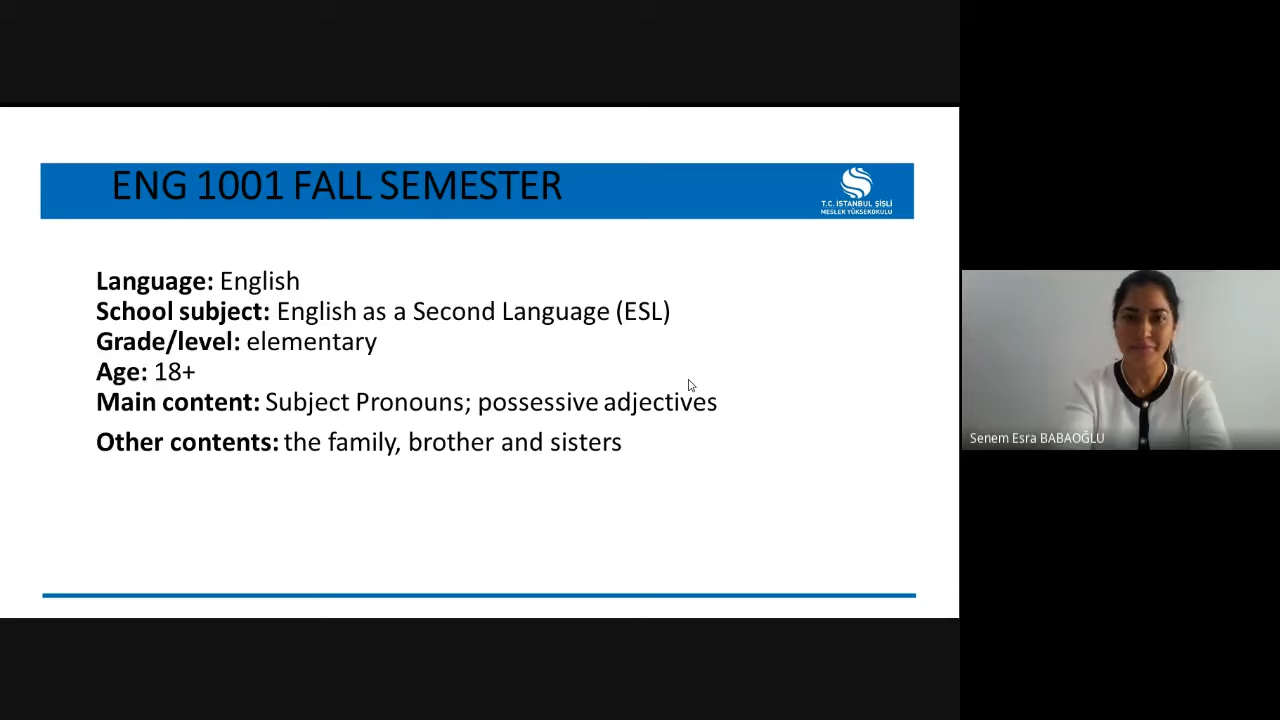 ENG 1001 FALL SEMESTER
T.C. İSTANBUL ŞİŞLİ
MESLEK YÜKSEKOKULU
Language: English
School subject: English as a Second Language (ESL)
Grade/level: elementary
Age: 18+
Main content: Subject Pronouns; possessive adjectives
Other contents: the family, brother and sisters
Senem Esra BABAOĞLU